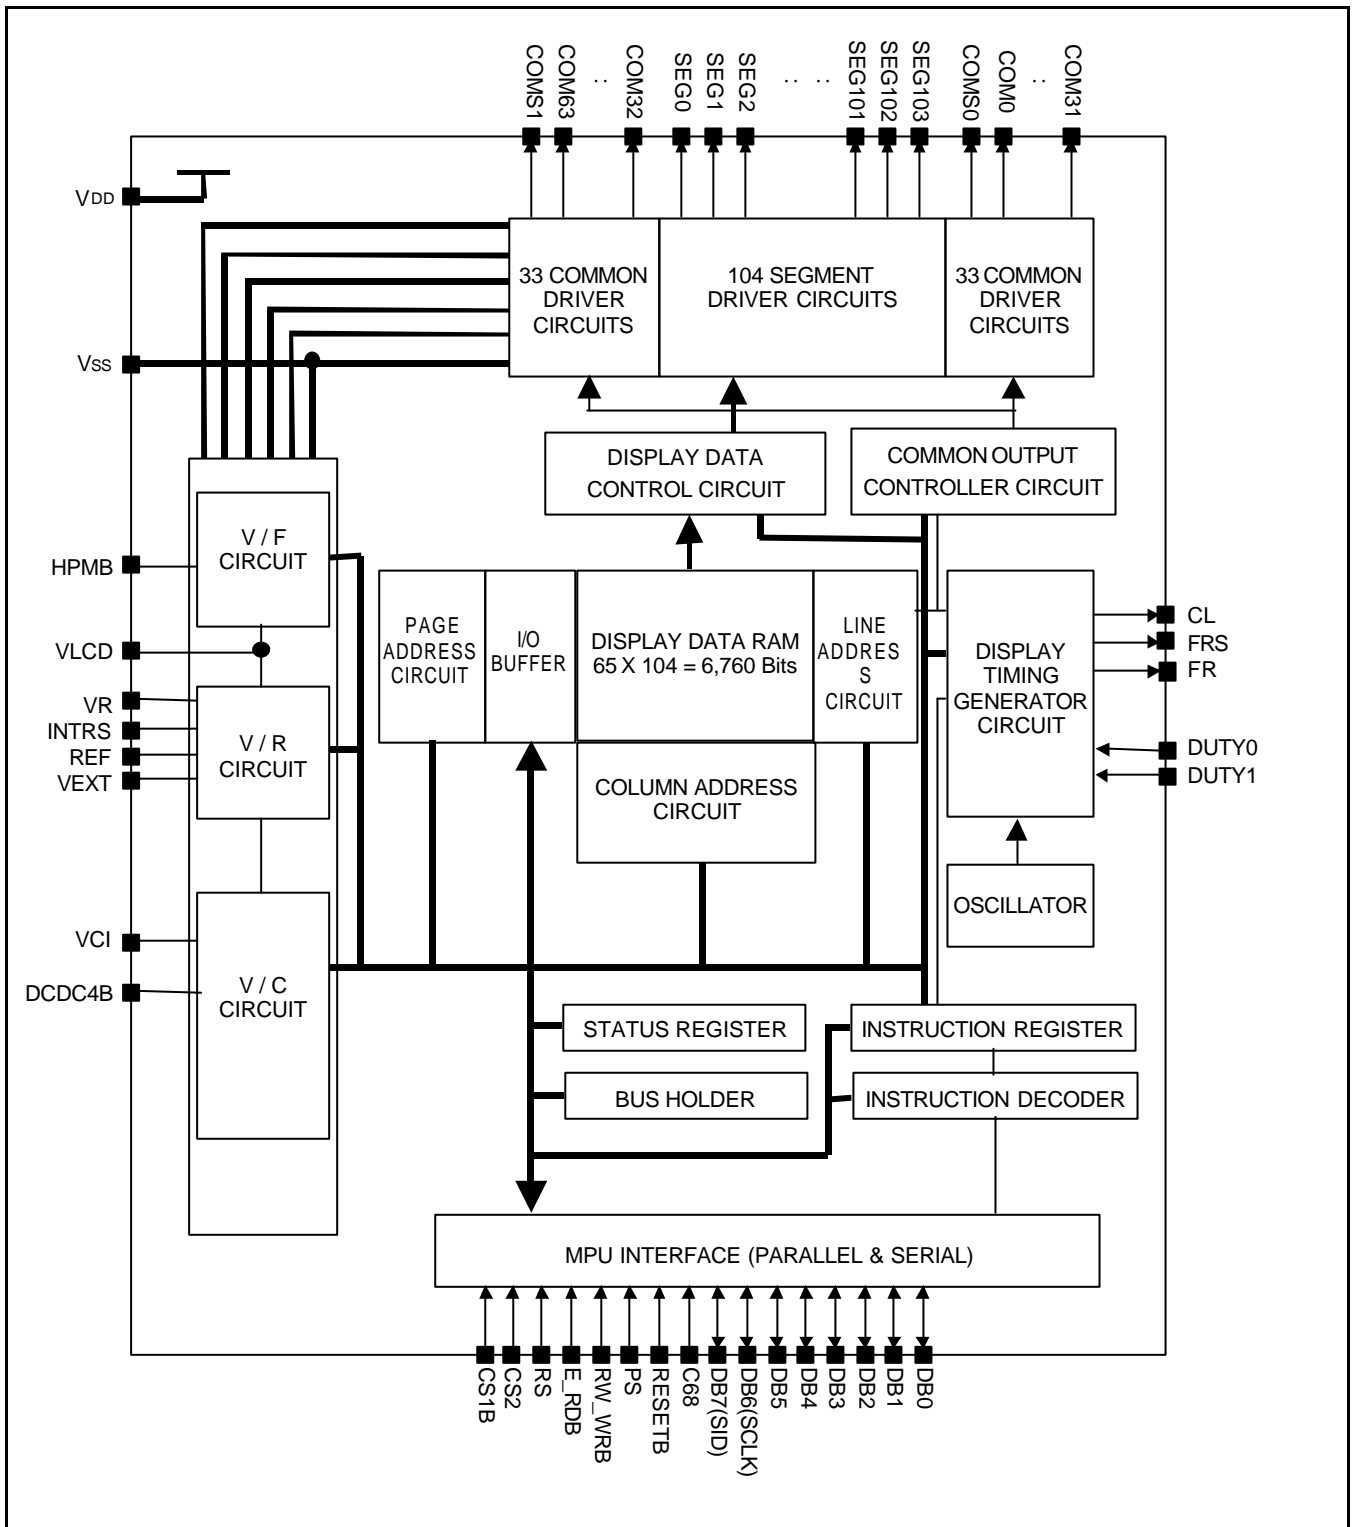 COMS1
COM63
: :
COM32
SEG0
SEG1
SEG2
: :
: :
SEG101
SEG102
SEG103
COMS0
COM0
: :
COM31
VDD
VSS
33 COMMON
DRIVER
CIRCUITS
104 SEGMENT
DRIVER CIRCUITS
33 COMMON
DRIVER
CIRCUITS
DISPLAY DATA
CONTROL CIRCUIT
COMMON OUTPUT
CONTROLLER CIRCUIT
HPMB
VLCD
VR
INTRS
REF
VEXT
VCI
DCDC4B
V / F
CIRCUIT
V / R
CIRCUIT
V / C
CIRCUIT
PAGE
ADDRESS
CIRCUIT
I/O
BUFFER
DISPLAY DATA RAM
65 X 104 = 6,760 Bits
LINE
ADDRES
S
CIRCUIT
COLUMN ADDRESS
CIRCUIT
DISPLAY
TIMING
GENERATOR
CIRCUIT
OSCILLATOR
CL
FRS
FR
DUTY0
DUTY1
STATUS REGISTER
INSTRUCTION REGISTER
BUS HOLDER
INSTRUCTION DECODER
MPU INTERFACE (PARALLEL & SERIAL)
CS1B
CS2
RS
E_RDB
RW_WRB
PS
RESETB
C68
DB7(SID)
DB6(SCLK)
DB5
DB4
DB3
DB2
DB1
DB0